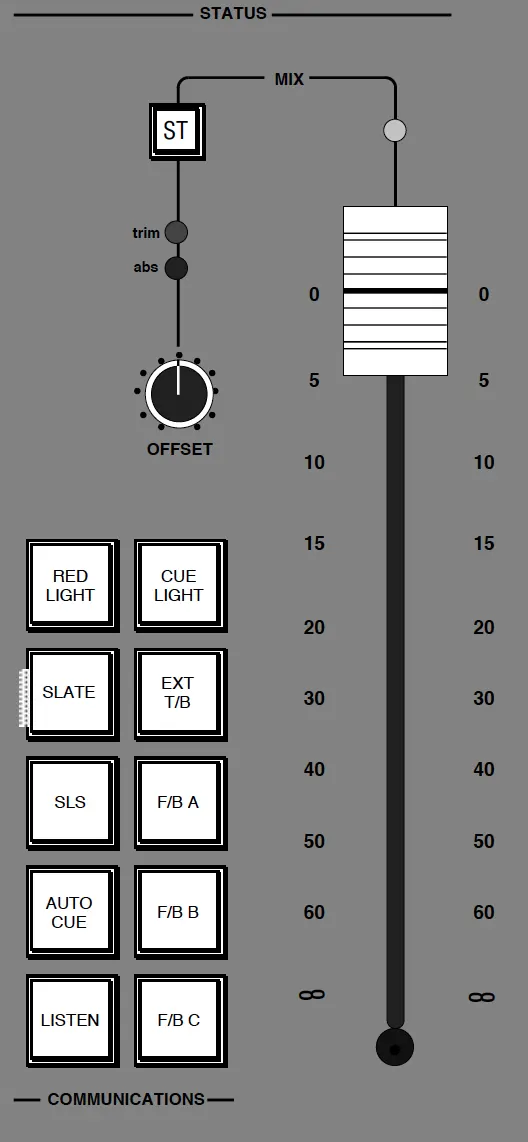 STATUS
MIX
ST
trim
abs
OFFSET
0 0
5 5
10 10
15 15
20 20
30 30
40 40
50 50
60 60
∞ ∞
RED
LIGHT
CUE
LIGHT
SLATE
EXT
T/B
SLS
F/B A
AUTO
CUE
F/B B
LISTEN
F/B C
COMMUNICATIONS